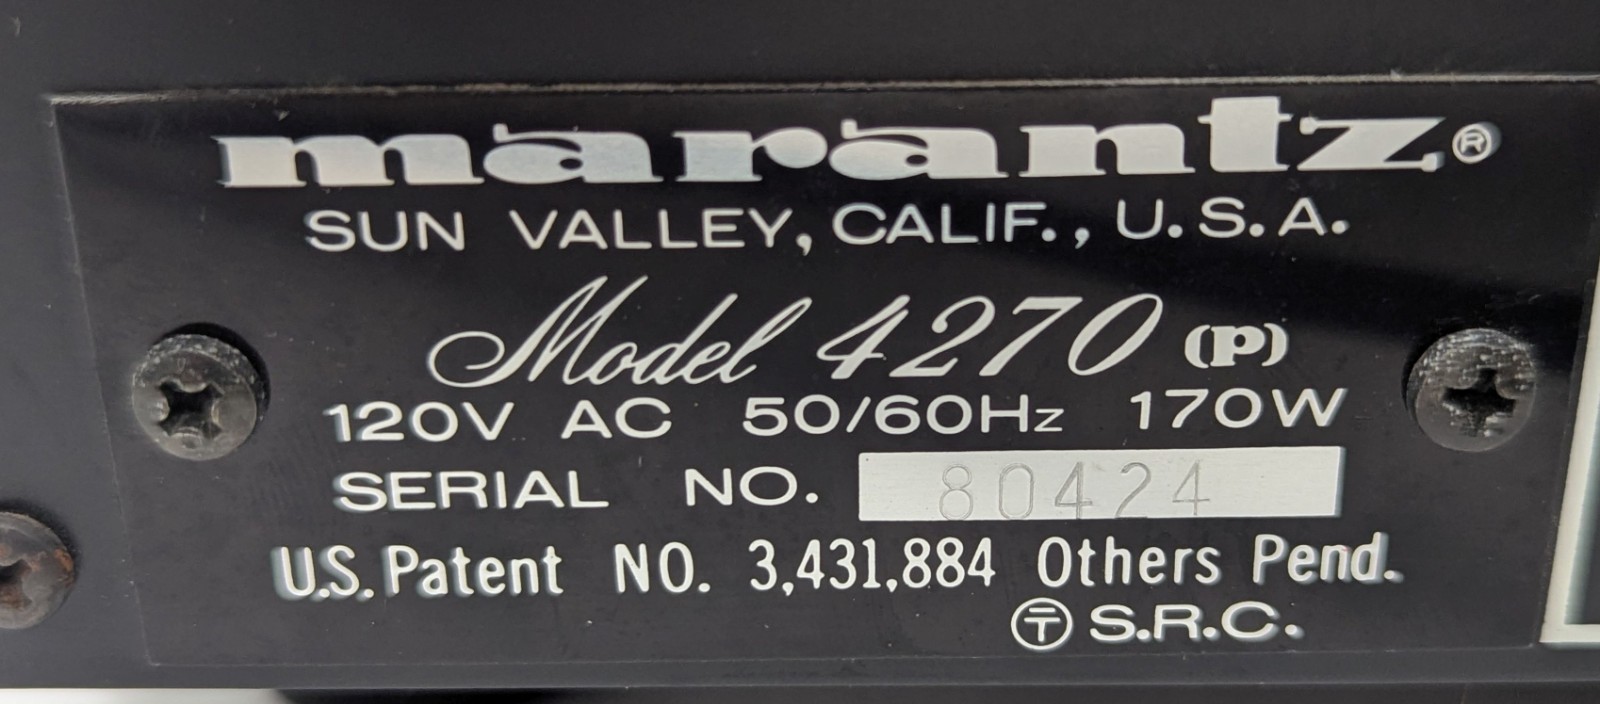 marantz®
SUN VALLEY, CALIF., U.S.A.
Model 4270 (p)
120V AC 50/60Hz 170W
SERIAL NO. 80424
U.S. Patent NO. 3,431,884 Others Pend.
〶 S.R.C.